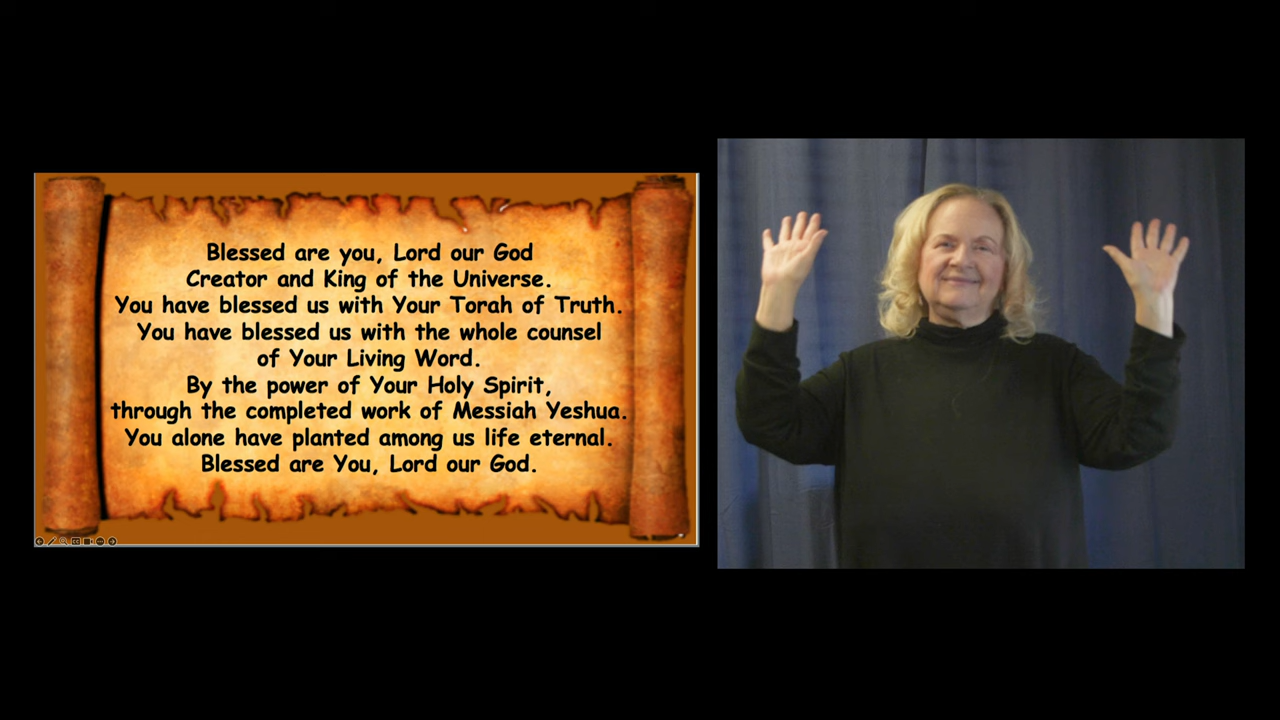 Blessed are you, Lord our God
Creator and King of the Universe.
You have blessed us with Your Torah of Truth.
You have blessed us with the whole counsel
of Your Living Word.
By the power of Your Holy Spirit,
through the completed work of Messiah Yeshua.
You alone have planted among us life eternal.
Blessed are You, Lord our God.